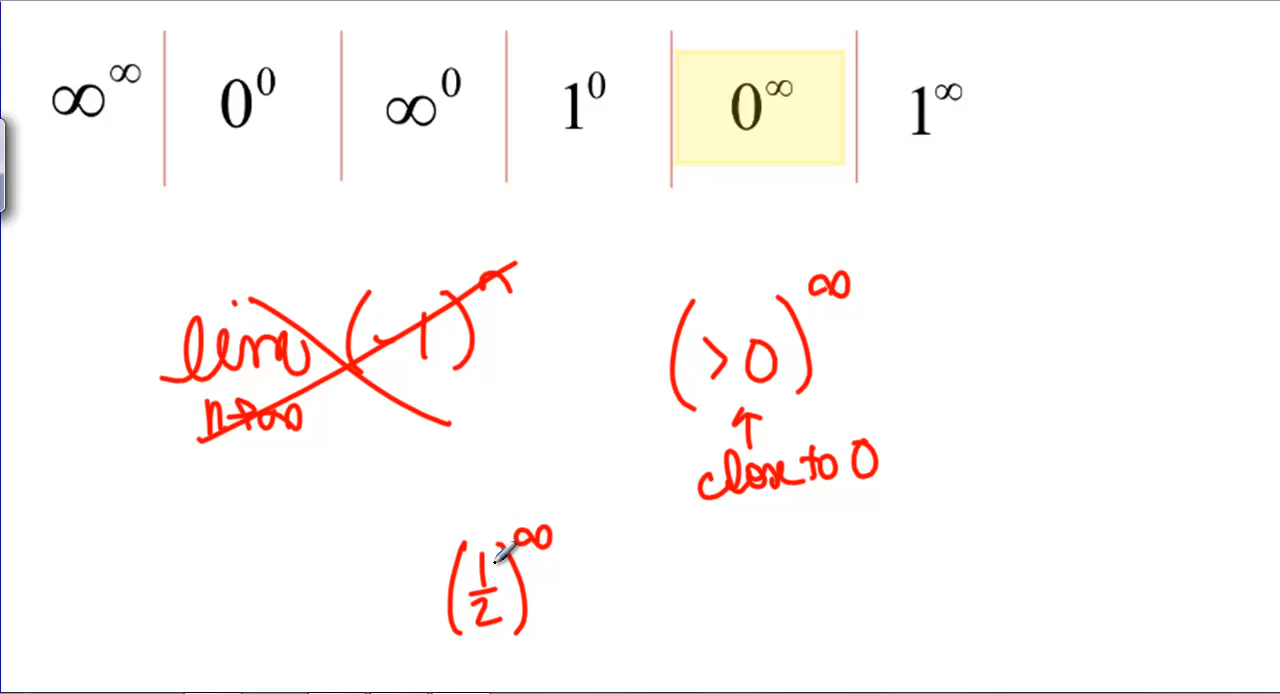 ∞^∞ 0^0 ∞^0 1^0 0^∞ 1^∞
lim (-1)^n
n→∞
(>0)^∞
↑
close to 0
(1/2)^∞